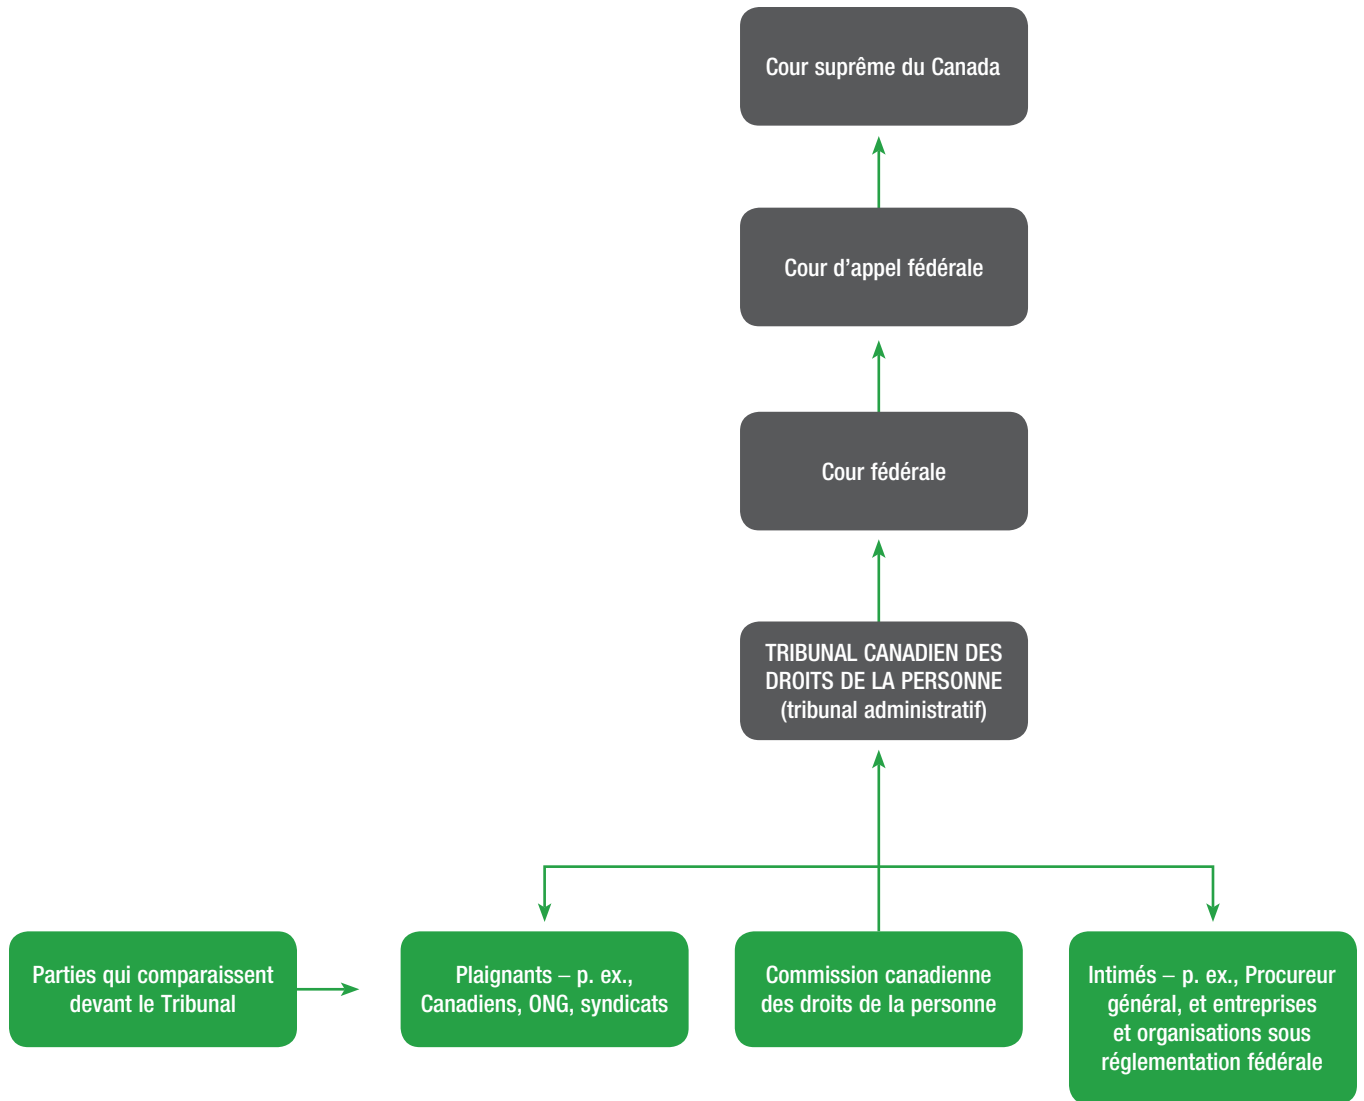 Cour suprême du Canada
Cour d’appel fédérale
Cour fédérale
TRIBUNAL CANADIEN DES
DROITS DE LA PERSONNE
(tribunal administratif)
Parties qui comparaissent
devant le Tribunal
Plaignants – p. ex.,
Canadiens, ONG, syndicats
Commission canadienne
des droits de la personne
Intimés – p. ex., Procureur
général, et entreprises
et organisations sous
réglementation fédérale